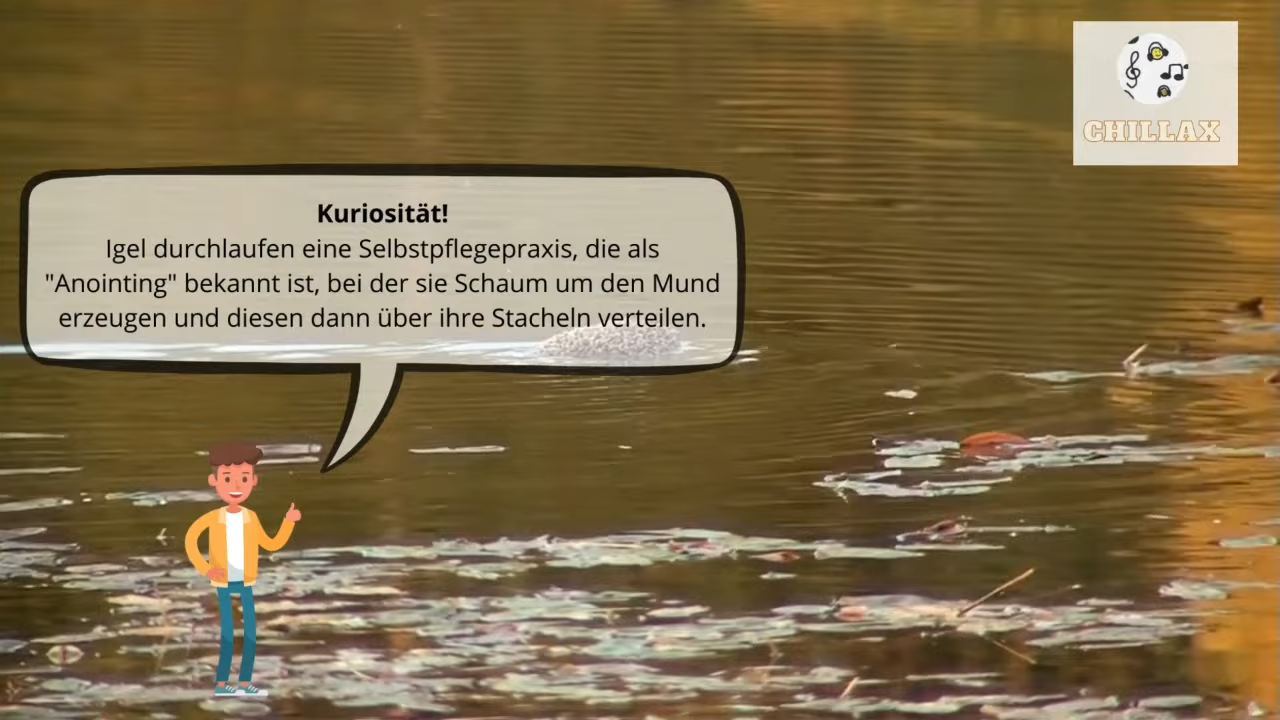 CHILLAX
Kuriosität!
Igel durchlaufen eine Selbstpflegepraxis, die als
"Anointing" bekannt ist, bei der sie Schaum um den Mund
erzeugen und diesen dann über ihre Stacheln verteilen.